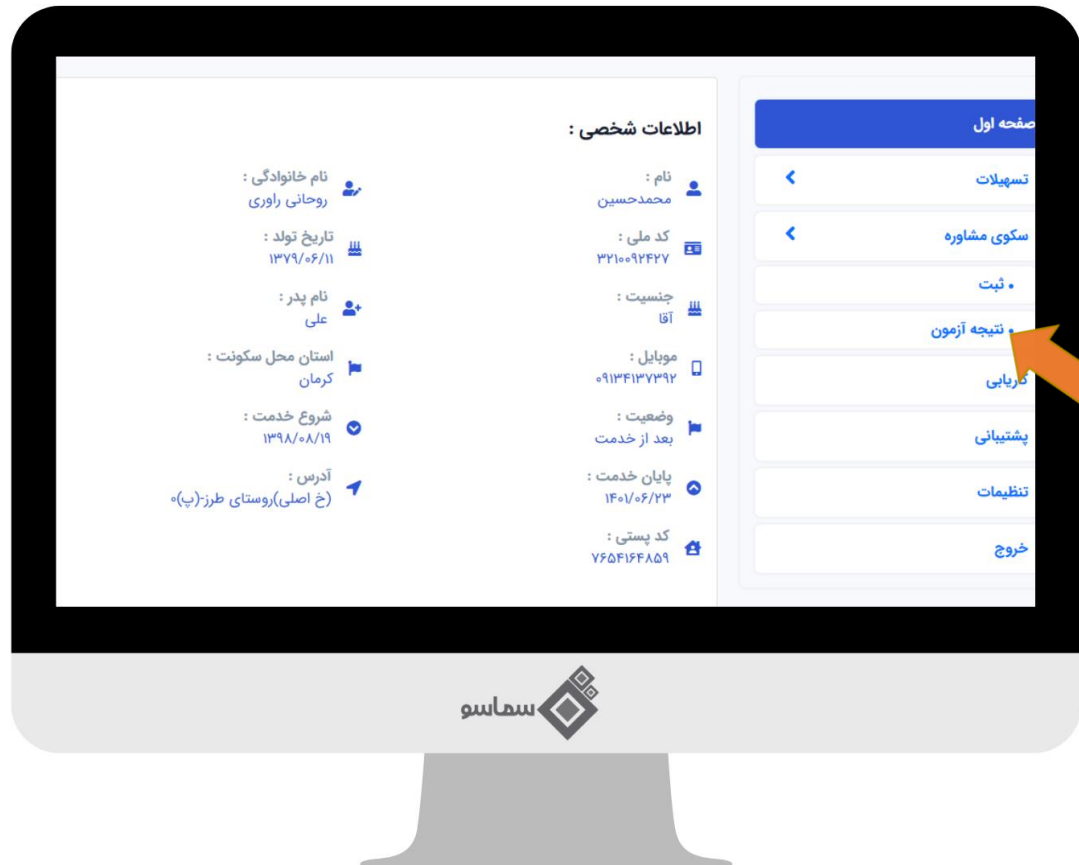 صفحه اول
تسهیلات
سکوی مشاوره
• ثبت
• نتیجه آزمون
کاریابی
پشتیبانی
تنظیمات
خروج
اطلاعات شخصی :
نام :
محمدحسین
نام خانوادگی :
روحانی راوری
کد ملی :
۳۲۱۰۰۹۲۴۲۷
تاریخ تولد :
۱۳۷۹/۰۶/۱۱
جنسیت :
آقا
نام پدر :
علی
موبایل :
۰۹۱۳۴۱۳۷۳۹۲
استان محل سکونت :
کرمان
وضعیت :
بعد از خدمت
شروع خدمت :
۱۳۹۸/۰۸/۱۹
پایان خدمت :
۱۴۰۱/۰۶/۲۳
آدرس :
(خ اصلی)روستای طرز-(پ)۰
کد پستی :
۷۶۵۴۱۶۴۸۵۹
سماسو